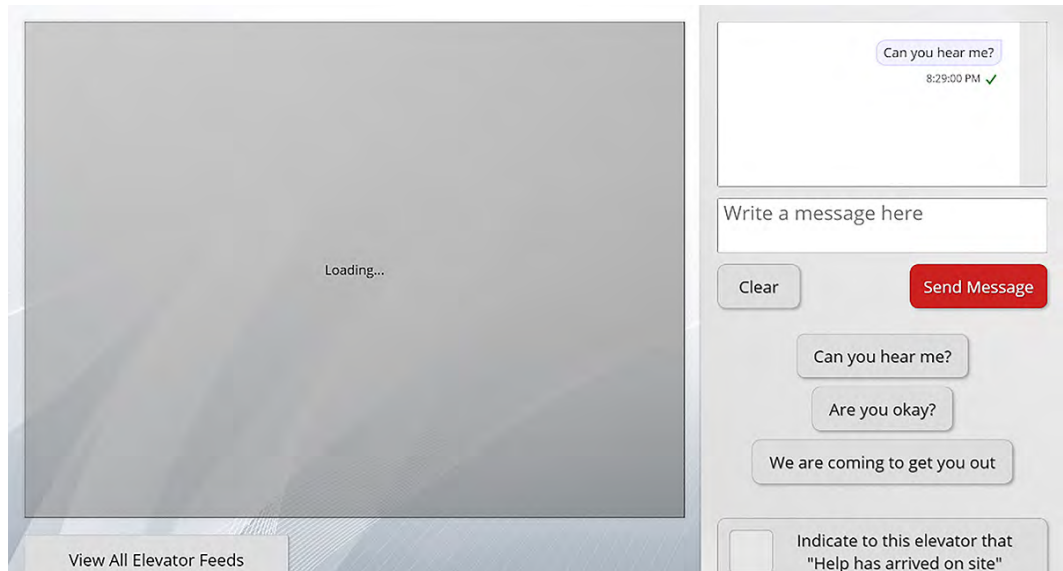 Can you hear me?
8:29:00 PM
Write a message here
Loading...
Clear
Send Message
Can you hear me?
Are you okay?
We are coming to get you out
View All Elevator Feeds
Indicate to this elevator that
"Help has arrived on site"